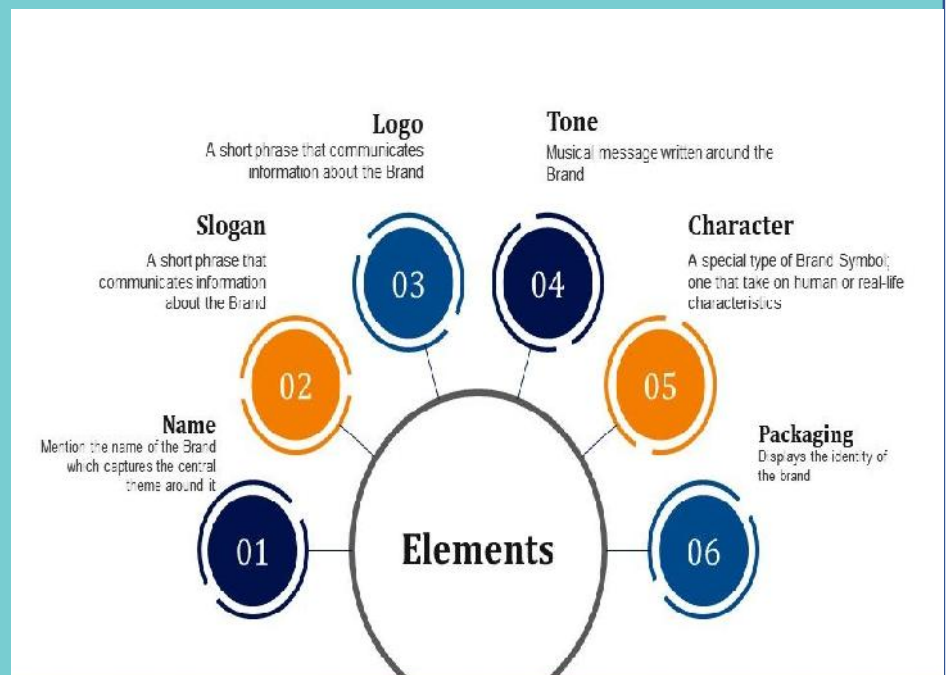 Logo
A short phrase that communicates
information about the Brand
Tone
Musical message written around the
Brand
Slogan
A short phrase that
communicates information
about the Brand
Character
A special type of Brand Symbol;
one that take on human or real-life
characteristics
03
04
02
05
Name
Mention the name of the Brand
which captures the central
theme around it
Packaging
Displays the identity of
the brand
01
Elements
06